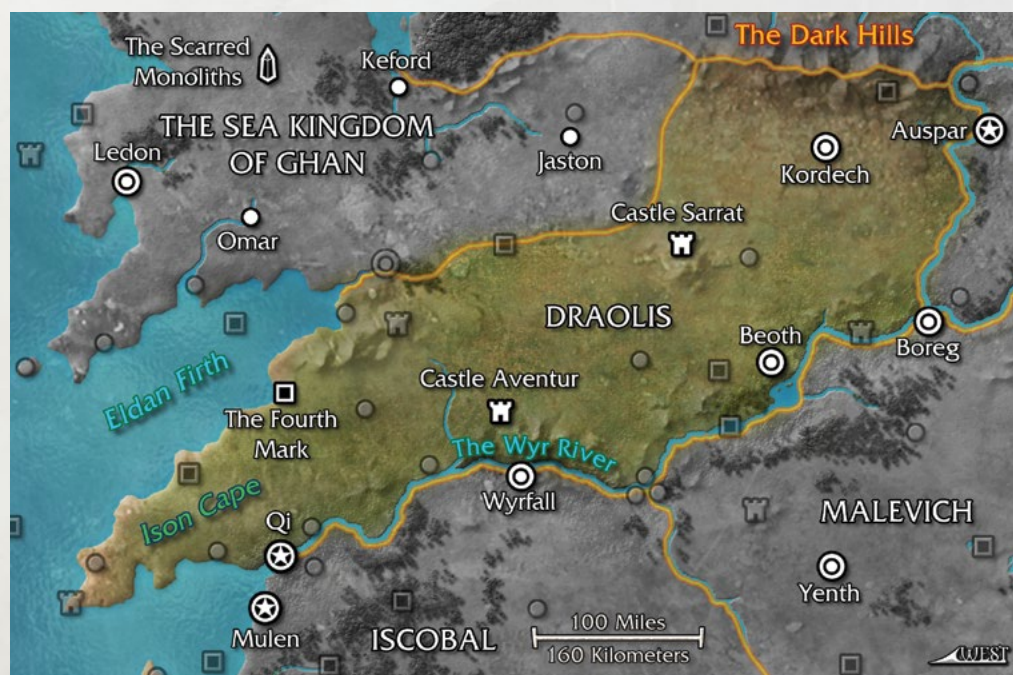 The Dark Hills
The Scarred
Monoliths
Keford
THE SEA KINGDOM
OF GHAN
Ledon
Jaston
Auspar
Kordech
Omar
Castle Sarrat
DRAOLIS
Beoth
Boreg
Eldan Firth
Castle Aventur
The Fourth
Mark
The Wyr River
Ison Cape
Wyrfall
Qi
MALEVICH
Yenth
Mulen
ISCOBAL
100 Miles
160 Kilometers
WEST